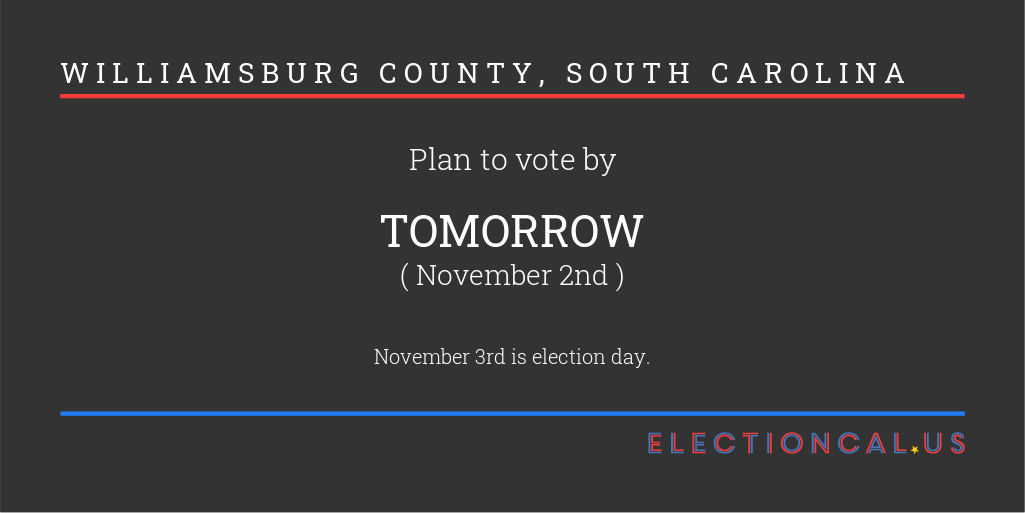 WILLIAMSBURG COUNTY, SOUTH CAROLINA
Plan to vote by
TOMORROW
( November 2nd )
November 3rd is election day.
ELECTIONCAL.US